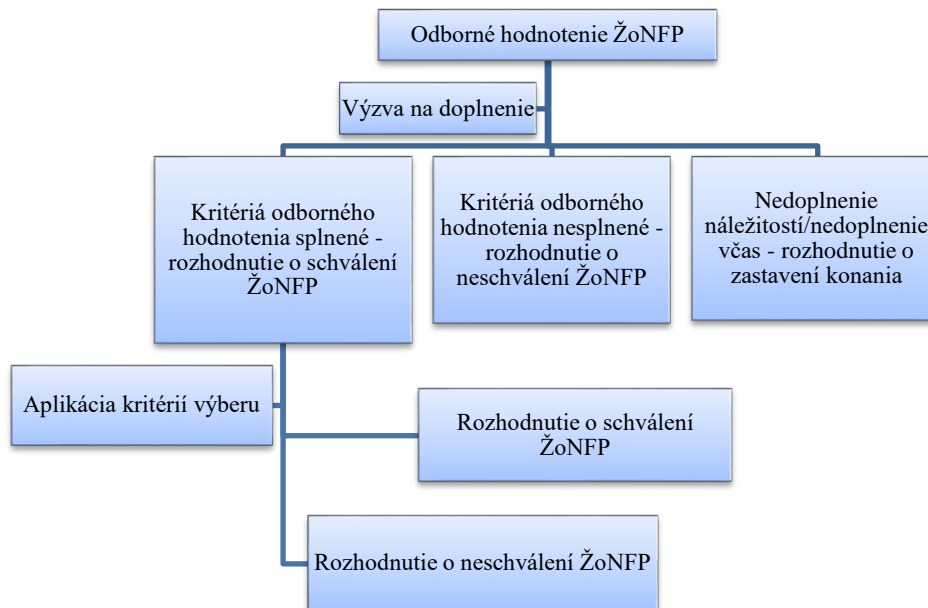 Odborné hodnotenie ŽoNFP
Výzva na doplnenie
Kritériá odborného
hodnotenia splnené -
rozhodnutie o schválení
ŽoNFP
Kritériá odborného
hodnotenia nesplnené -
rozhodnutie o
neschválení ŽoNFP
Nedoplnenie
náležitostí/nedoplnenie
včas - rozhodnutie o
zastavení konania
Aplikácia kritérií výberu
Rozhodnutie o schválení
ŽoNFP
Rozhodnutie o neschválení ŽoNFP